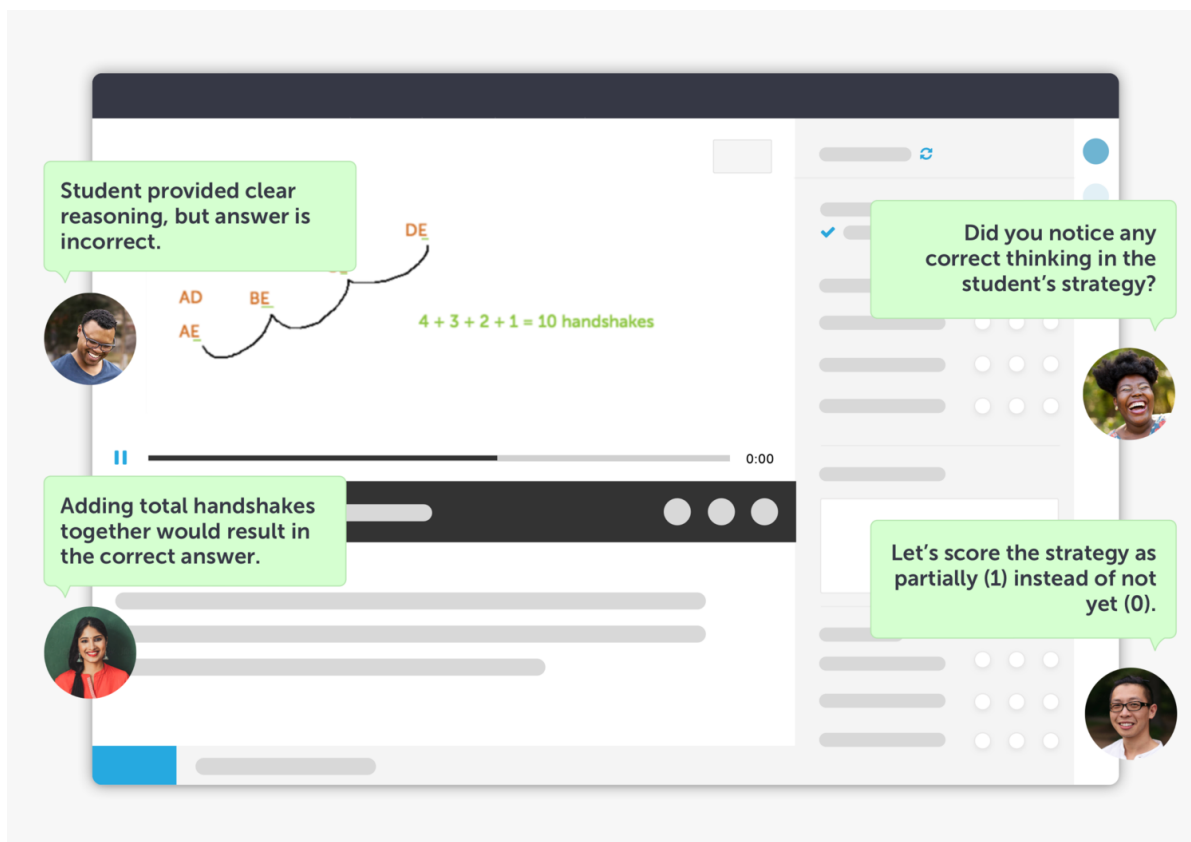 Student provided clear
reasoning, but answer is
incorrect.
DE
AD
BE
AE
4 + 3 + 2 + 1 = 10 handshakes
Did you notice any
correct thinking in the
student's strategy?
0:00
Adding total handshakes
together would result in
the correct answer.
Let's score the strategy as
partially (1) instead of not
yet (0).